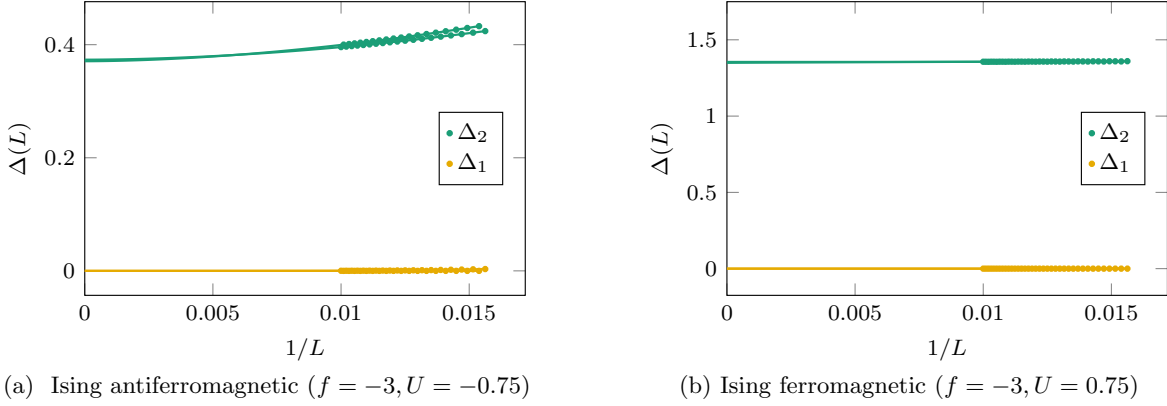 0.4
0.2
0
Δ(L)
Δ₂
Δ₁
0
0.005
0.01
0.015
1/L
(a) Ising antiferromagnetic (f = −3, U = −0.75)
1.5
1
0.5
0
Δ(L)
Δ₂
Δ₁
0
0.005
0.01
0.015
1/L
(b) Ising ferromagnetic (f = −3, U = 0.75)